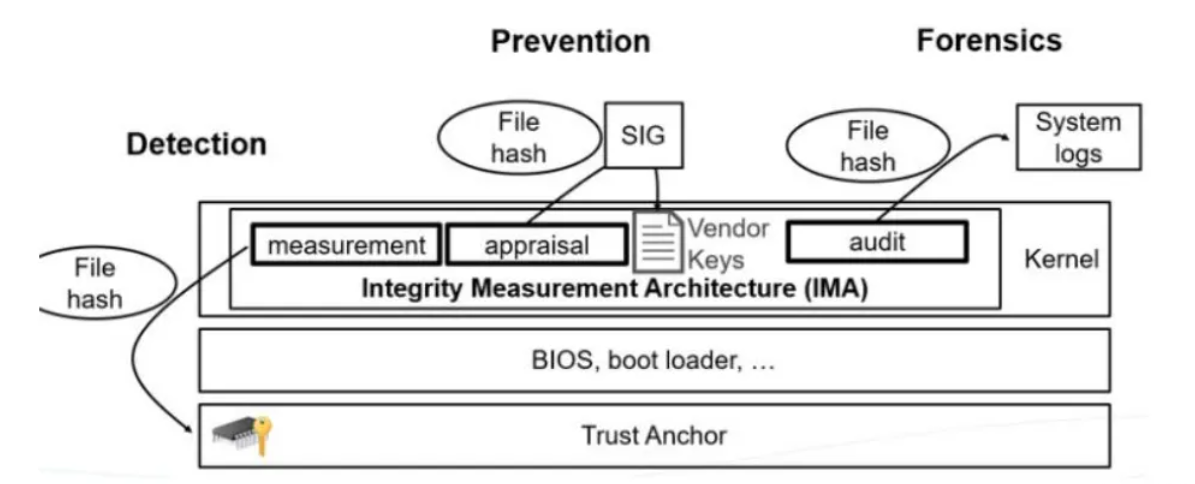 Prevention
Forensics
Detection
File
hash
SIG
File
hash
System
logs
File
hash
measurement
appraisal
Vendor
Keys
audit
Kernel
Integrity Measurement Architecture (IMA)
BIOS, boot loader, ...
Trust Anchor